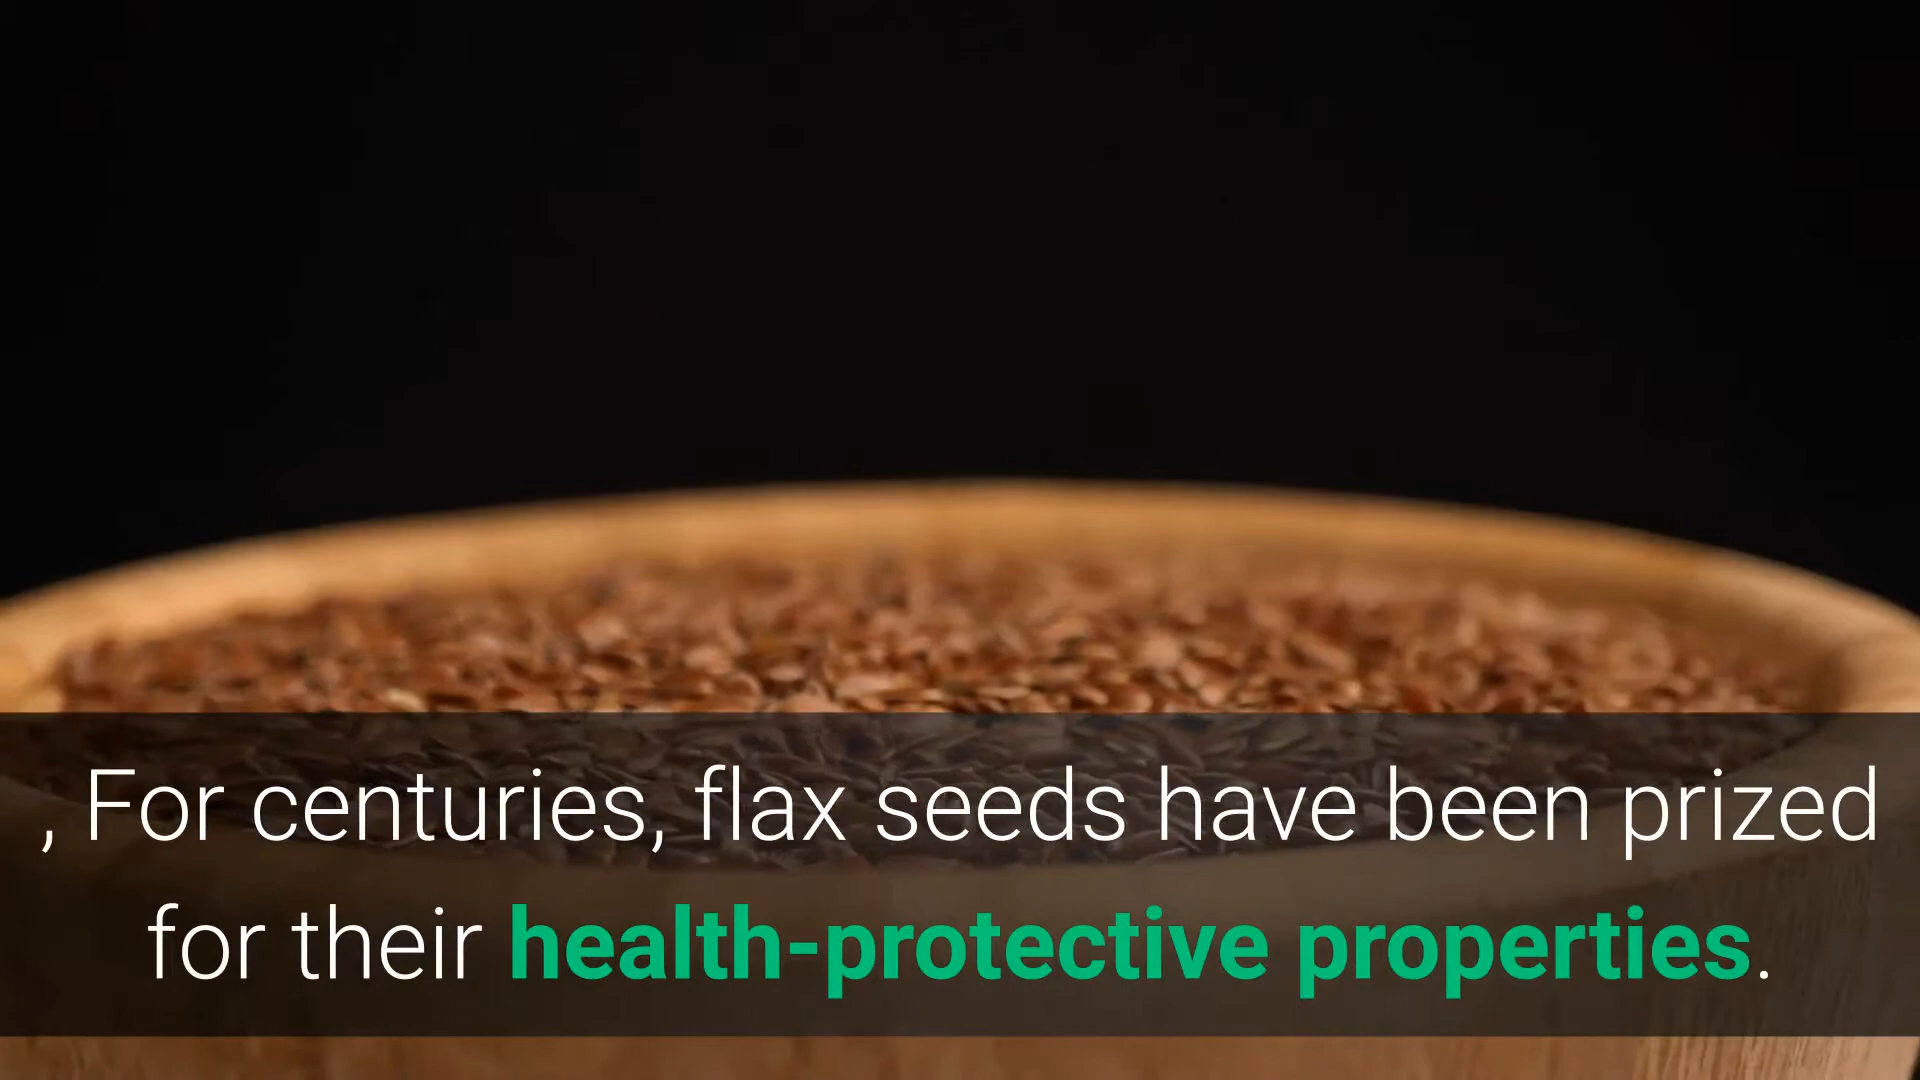 , For centuries, flax seeds have been prized
for their health-protective properties.